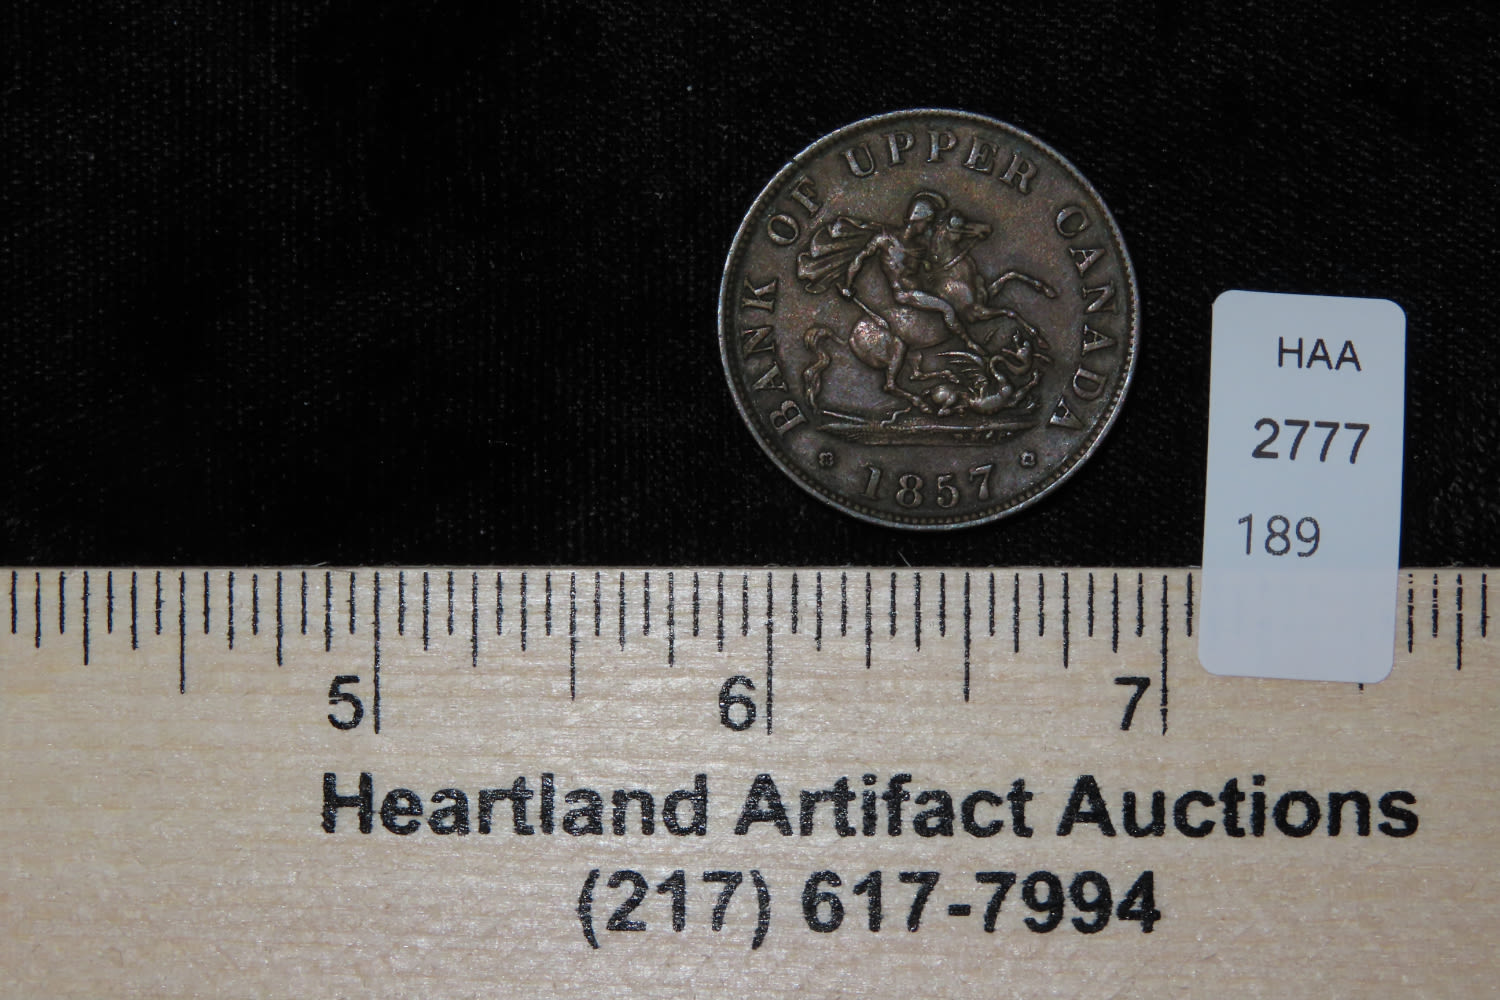 BANK OF UPPER CANADA
1857
HAA
2777
189
5 6 7
Heartland Artifact Auctions
(217) 617-7994